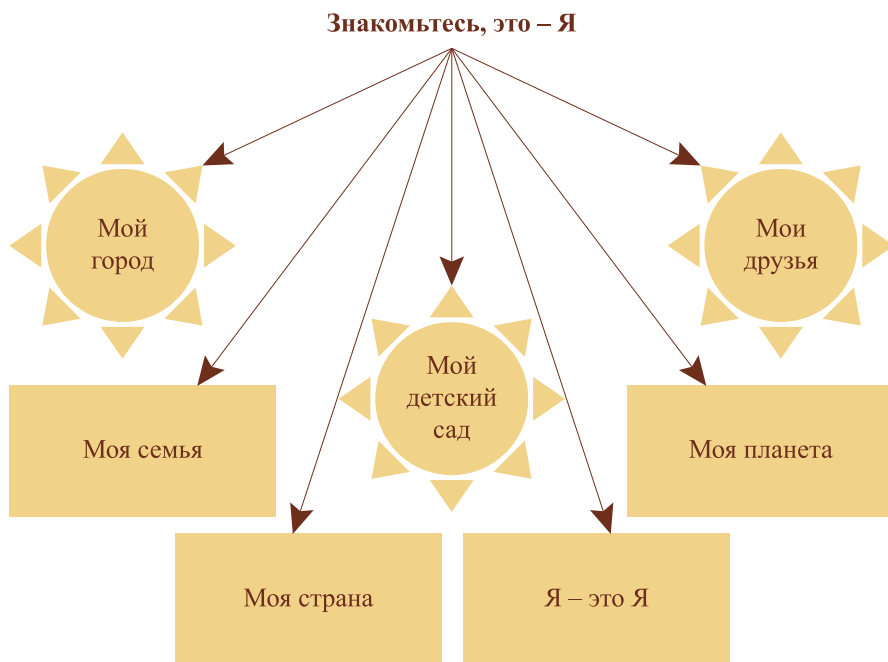 Знакомьтесь, это – Я
Мой
город
Мои
друзья
Мой
детский
сад
Моя семья
Моя планета
Моя страна
Я – это Я